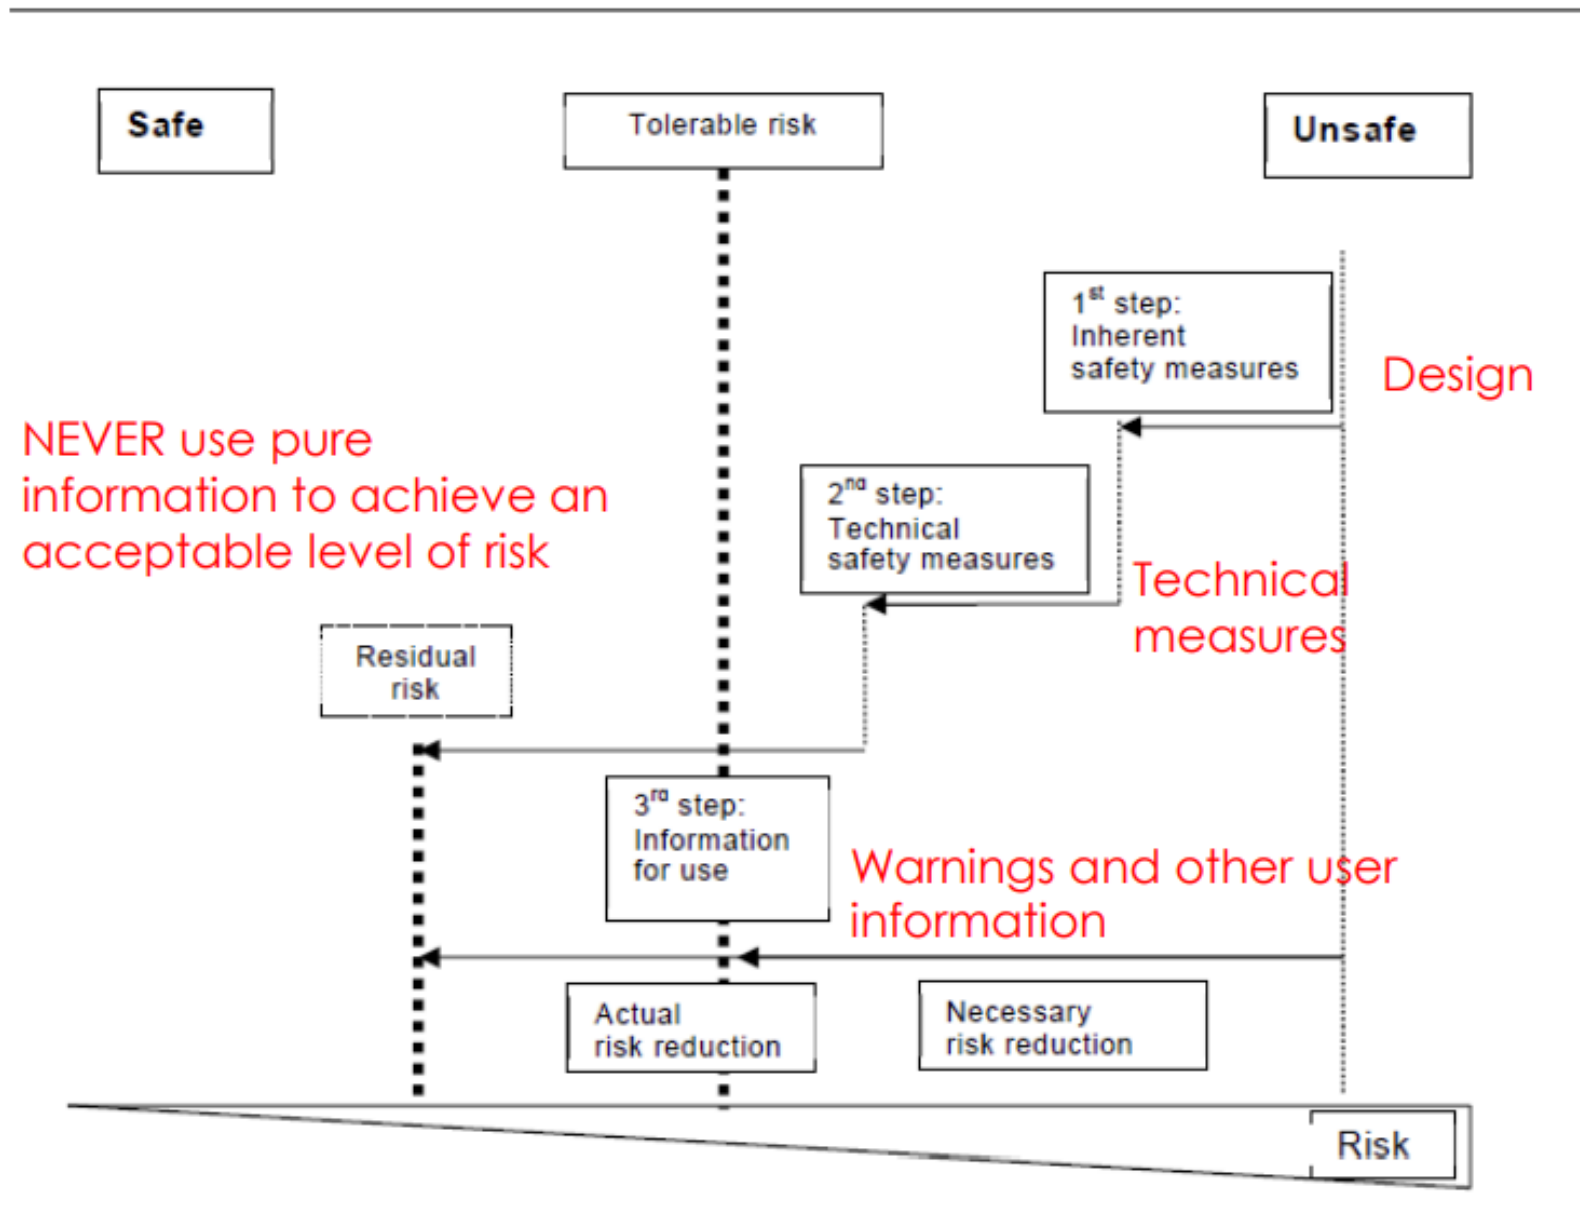 Safe
Tolerable risk
Unsafe
1st step:
Inherent
safety measures
Design
NEVER use pure
information to achieve an
acceptable level of risk
2nd step:
Technical
safety measures
Technical
measures
Residual
risk
3rd step:
Information
for use
Warnings and other user
information
Actual
risk reduction
Necessary
risk reduction
Risk